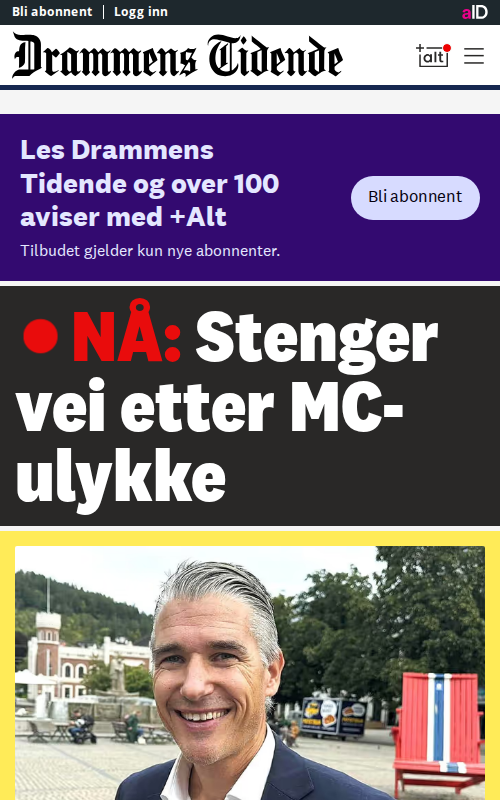 Bli abonnent
Logg inn
aID
Drammens Tidende
+alt
Les Drammens
Tidende og over 100
aviser med +Alt
Tilbudet gjelder kun nye abonnenter.
Bli abonnent
NÅ: Stenger
vei etter MC-
ulykke